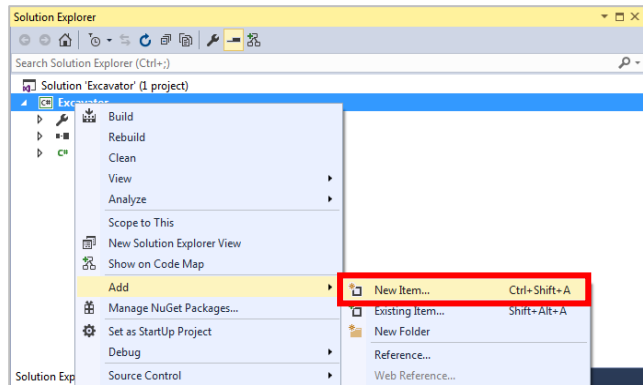 Solution Explorer
Search Solution Explorer (Ctrl+;)
Solution 'Excavator' (1 project)
C# Excavator
Build
Rebuild
C#
Clean
View
Analyze
Scope to This
New Solution Explorer View
Show on Code Map
Add
New Item... Ctrl+Shift+A
Manage NuGet Packages...
Existing Item... Shift+Alt+A
Set as StartUp Project
New Folder
Debug
Reference...
Solution Exp
Source Control
Web Reference...